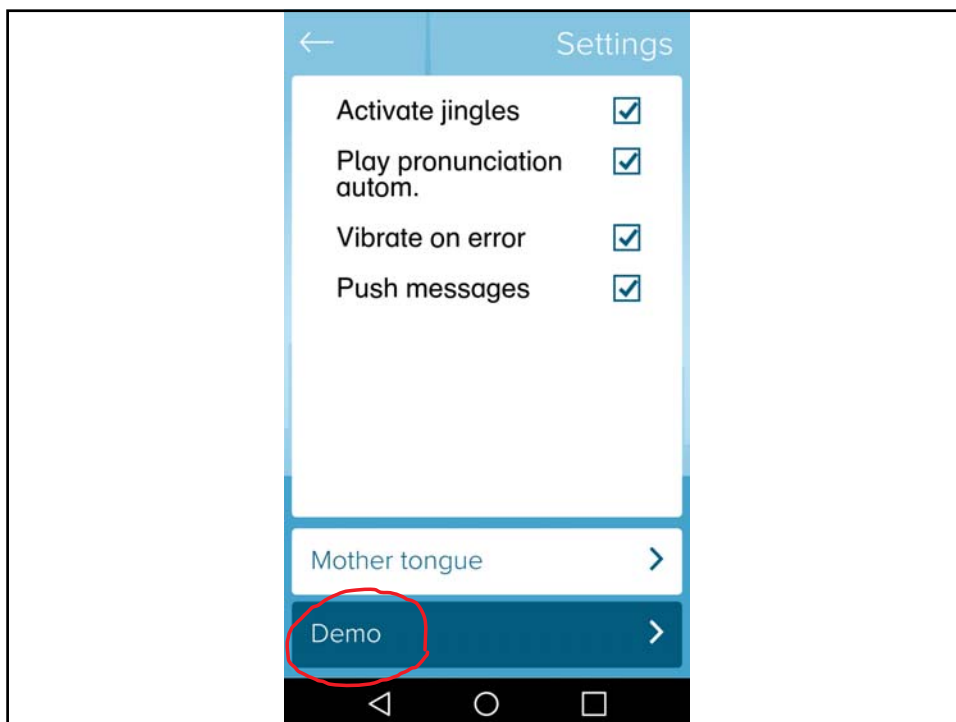 Settings
Activate jingles
Play pronunciation
autom.
Vibrate on error
Push messages
Mother tongue
Demo